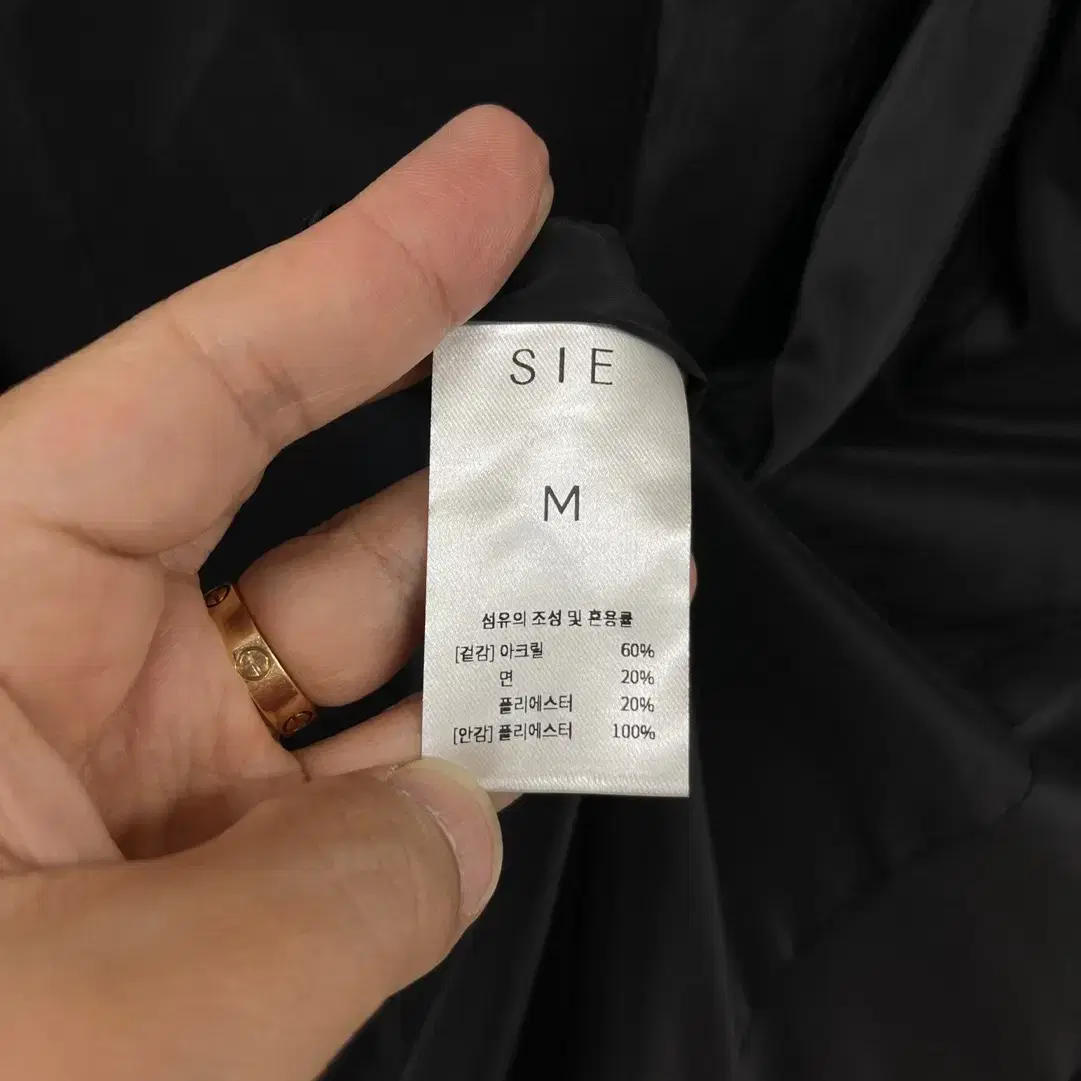 SIE
M
섬유의 조성 및 혼용률
[겉감] 아크릴 60%
면 20%
폴리에스터 20%
[안감] 폴리에스터 100%